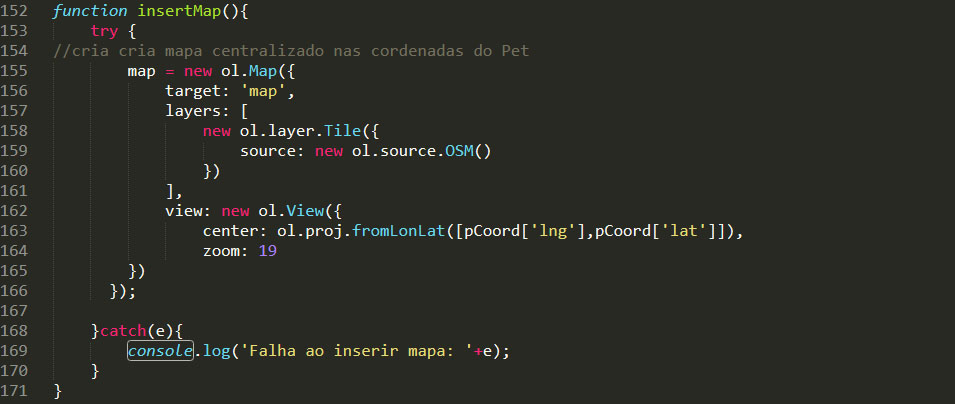 152 function insertMap(){
153 try {
154 //cria cria mapa centralizado nas cordenadas do Pet
155 map = new ol.Map({
156 target: 'map',
157 layers: [
158 new ol.layer.Tile({
159 source: new ol.source.OSM()
160 })
161 ],
162 view: new ol.View({
163 center: ol.proj.fromLonLat([pCoord['lng'],pCoord['lat']]),
164 zoom: 19
165 })
166 });
167
168 }catch(e){
169 console.log('Falha ao inserir mapa: '+e);
170 }
171 }